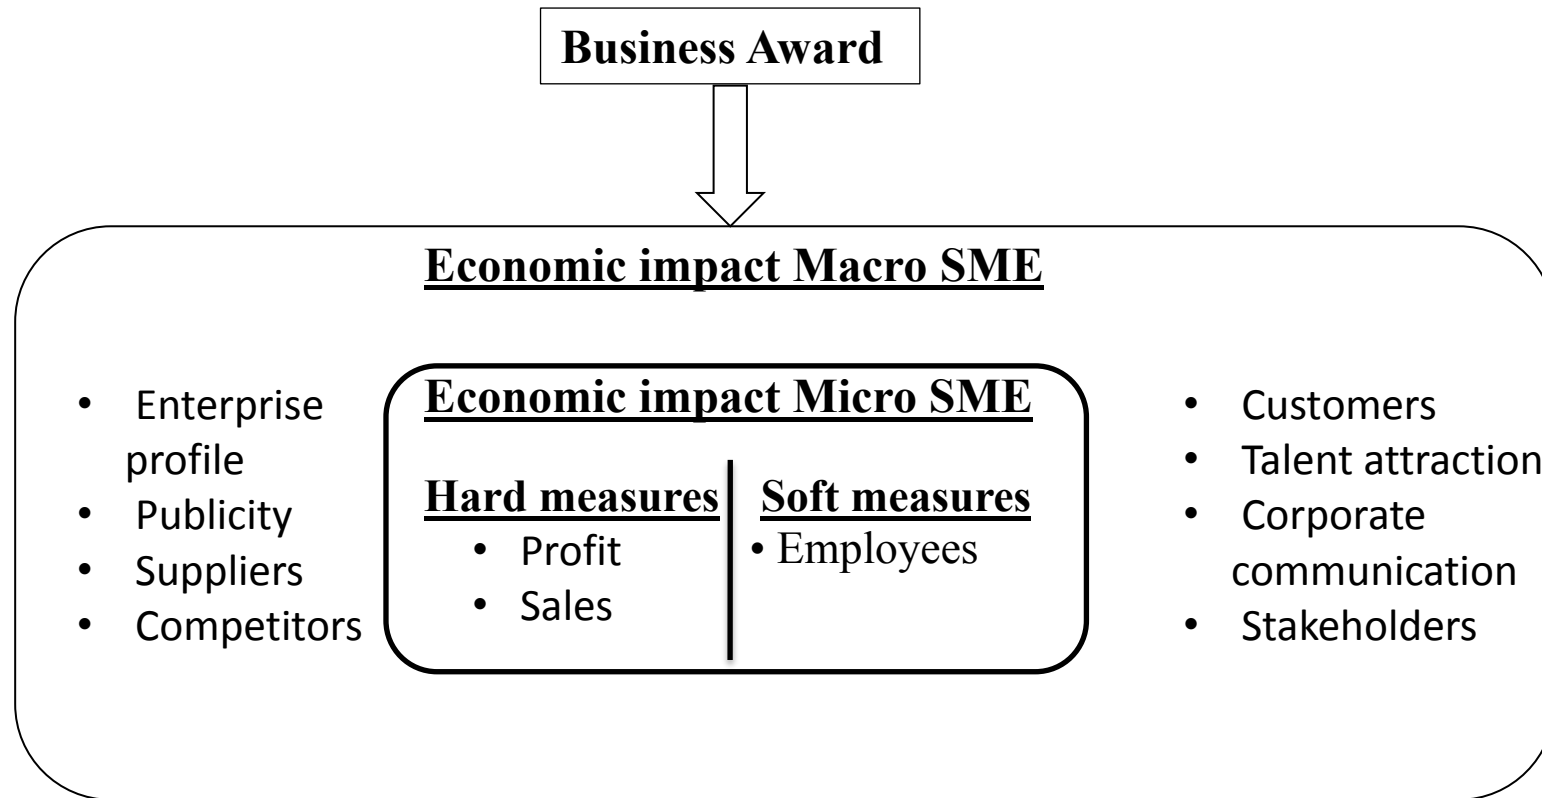 Business Award
Economic impact Macro SME
• Enterprise
profile
• Publicity
• Suppliers
• Competitors
Economic impact Micro SME
Hard measures
• Profit
• Sales
Soft measures
• Employees
• Customers
• Talent attraction
• Corporate
communication
• Stakeholders